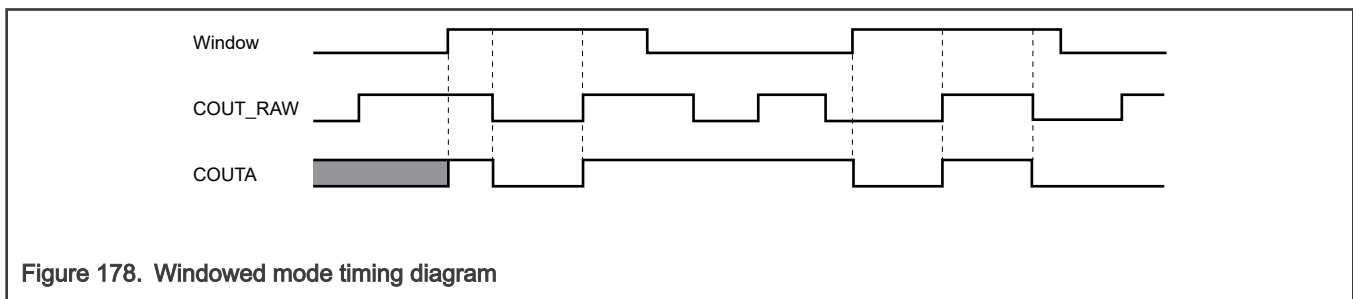 Window
COUT_RAW
COUTA
Figure 178. Windowed mode timing diagram